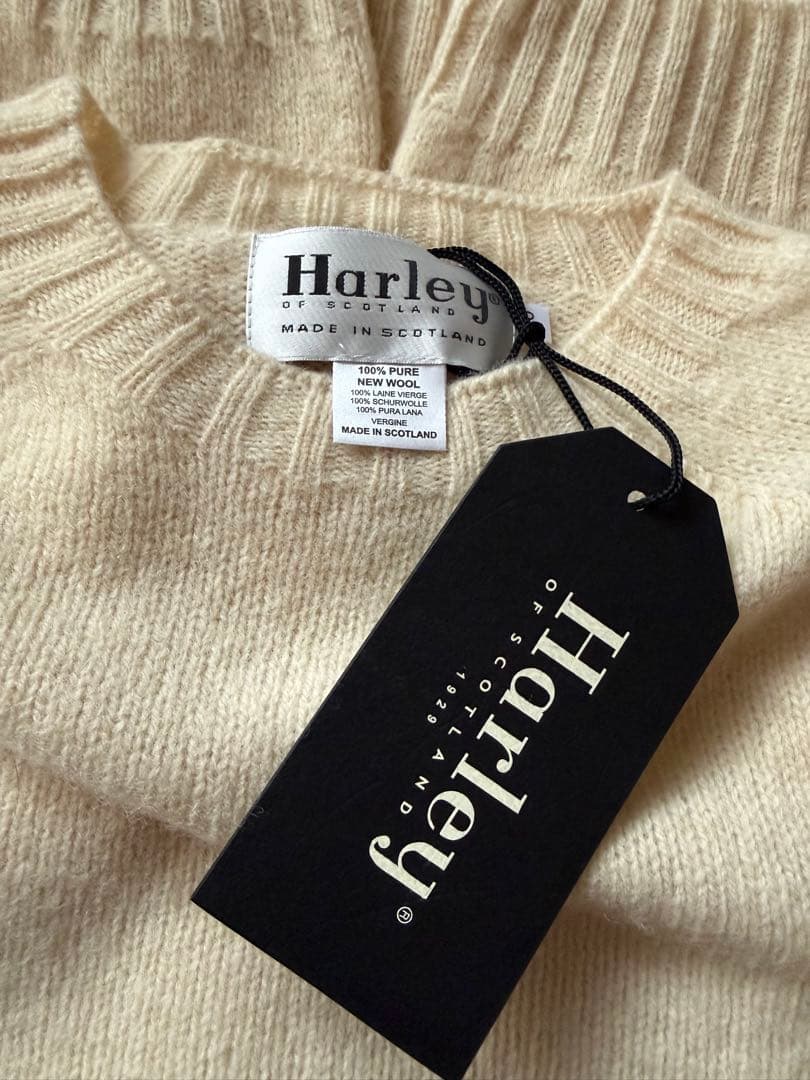 Harley®
OF SCOTLAND
MADE IN SCOTLAND
100% PURE
NEW WOOL
100% LAINE VIERGE
100% SCHURWOLLE
100% PURA LANA
VERGINE
MADE IN SCOTLAND
Harley®
OF SCOTLAND
1929